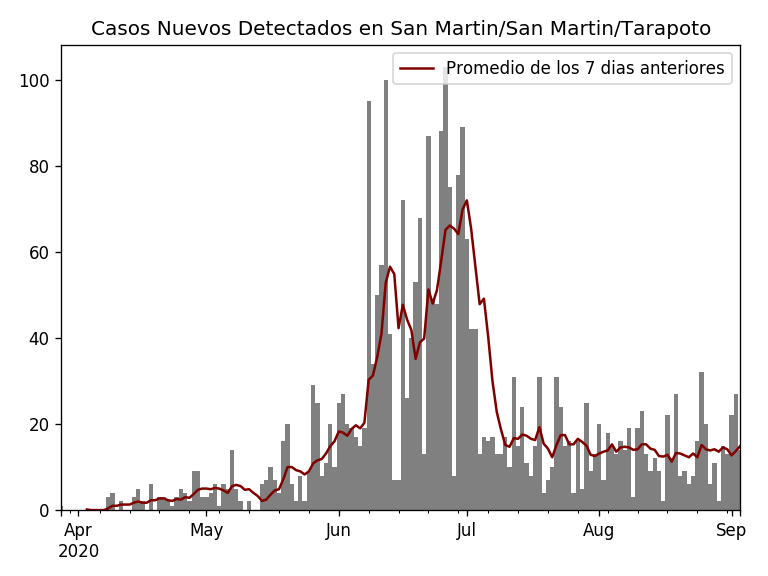 Casos Nuevos Detectados en San Martin/San Martin/Tarapoto
Promedio de los 7 dias anteriores
100
80
60
40
20
0
Apr May Jun Jul Aug Sep
2020